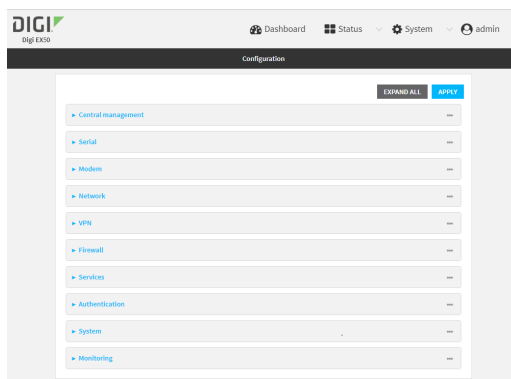 DIGI
Digi EX50
Dashboard Status System admin
Configuration
EXPAND ALL APPLY
Central management
Serial
Modem
Network
VPN
Firewall
Services
Authentication
System
Monitoring